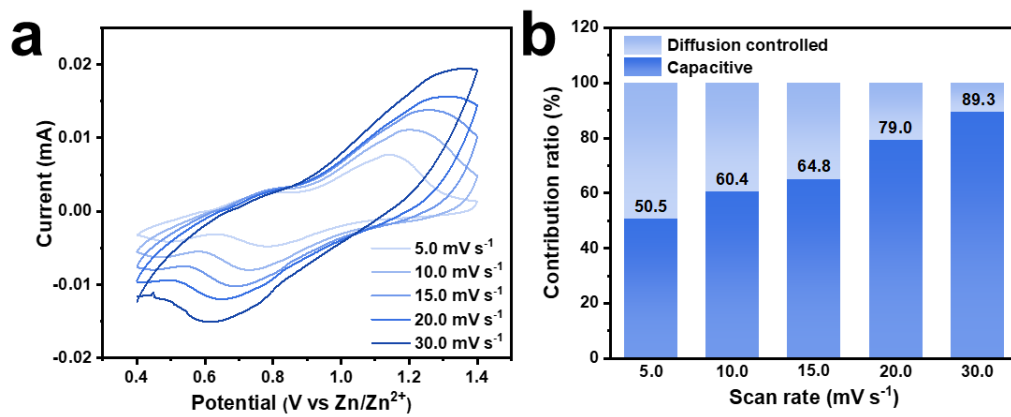 a
0.02
0.01
0.00
-0.01
-0.02
Current (mA)
0.4 0.6 0.8 1.0 1.2 1.4
Potential (V vs Zn/Zn²⁺)
5.0 mV s⁻¹
10.0 mV s⁻¹
15.0 mV s⁻¹
20.0 mV s⁻¹
30.0 mV s⁻¹
b
120
100
80
60
40
20
0
Contribution ratio (%)
Diffusion controlled
Capacitive
50.5
60.4
64.8
79.0
89.3
5.0 10.0 15.0 20.0 30.0
Scan rate (mV s⁻¹)